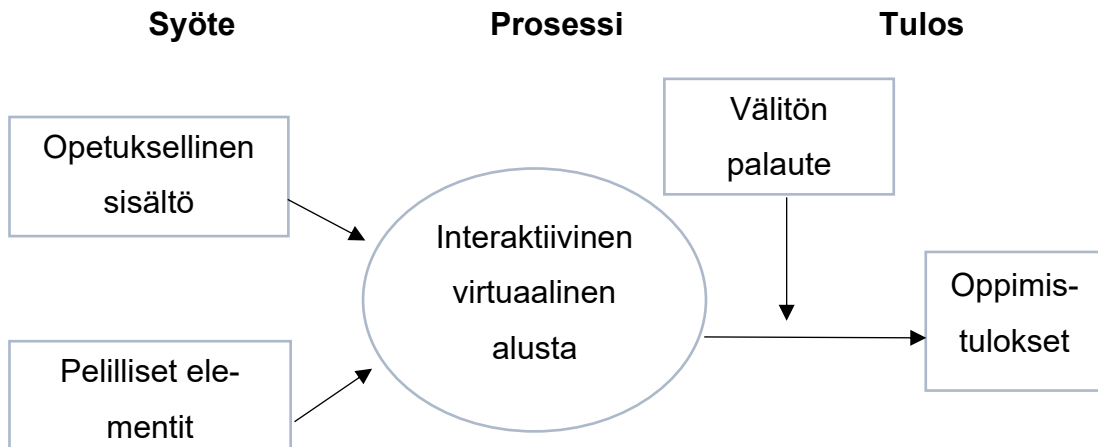 Syöte Prosessi Tulos
Opetuksellinen
sisältö
Pelilliset ele-
mentit
Interaktiivinen
virtuaalinen
alusta
Välitön
palaute
Oppimis-
tulokset